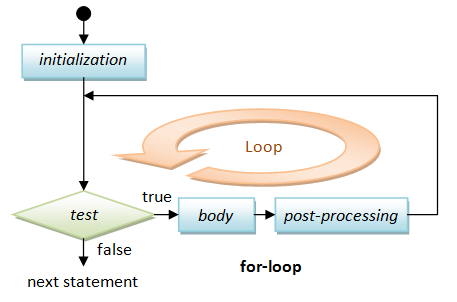 initialization
Loop
test
true
body
post-processing
false
next statement
for-loop